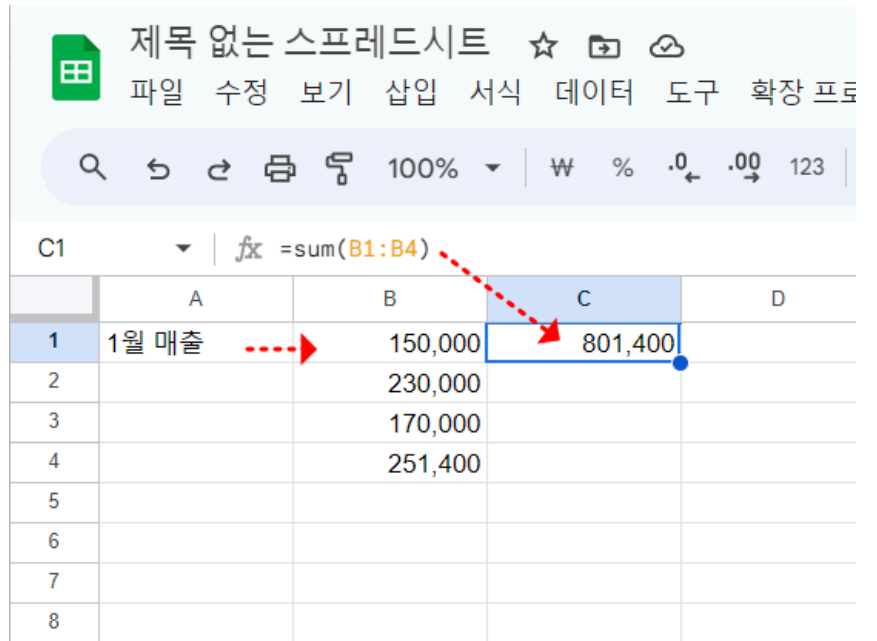 제목 없는 스프레드시트
파일 수정 보기 삽입 서식 데이터 도구 확장 프로
100% ₩ % .0 .00 123
C1 fx =sum(B1:B4)
A B C D
1 1월 매출 150,000 801,400
2 230,000
3 170,000
4 251,400
5
6
7
8